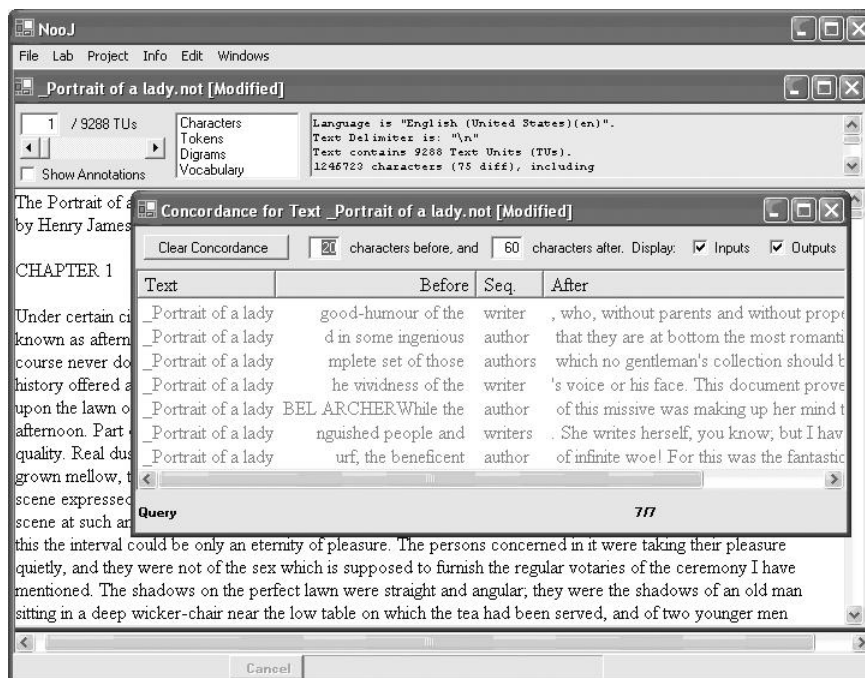 NooJ
File Lab Project Info Edit Windows
_Portrait of a lady.not [Modified]
1 / 9288 TUs
Show Annotations
Characters
Tokens
Digrams
Vocabulary
Language is "English (United States)(en)".
Text Delimiter is: "\n"
Text contains 9288 Text Units (TUs).
1246723 characters (75 diff), including
The Portrait of a
by Henry James
CHAPTER 1
Under certain ci
known as aftern
course never do
history offered a
upon the lawn o
afternoon. Part
quality. Real dus
grown mellow, t
scene expressed
scene at such an
Concordance for Text _Portrait of a lady.not [Modified]
Clear Concordance 20 characters before, and 60 characters after. Display: Inputs Outputs
Text Before Seq. After
_Portrait of a lady good-humour of the writer , who, without parents and without prope
_Portrait of a lady d in some ingenious author that they are at bottom the most romanti
_Portrait of a lady mplete set of those authors which no gentleman's collection should b
_Portrait of a lady he vividness of the writer 's voice or his face. This document prove
_Portrait of a lady BEL ARCHERWhile the author of this missive was making up her mind t
_Portrait of a lady nguished people and writers . She writes herself, you know; but I hav
_Portrait of a lady urf, the beneficent author of infinite woe! For this was the fantastic
Query 7/7
this the interval could be only an eternity of pleasure. The persons concerned in it were taking their pleasure
quietly, and they were not of the sex which is supposed to furnish the regular votaries of the ceremony I have
mentioned. The shadows on the perfect lawn were straight and angular; they were the shadows of an old man
sitting in a deep wicker-chair near the low table on which the tea had been served, and of two younger men
Cancel